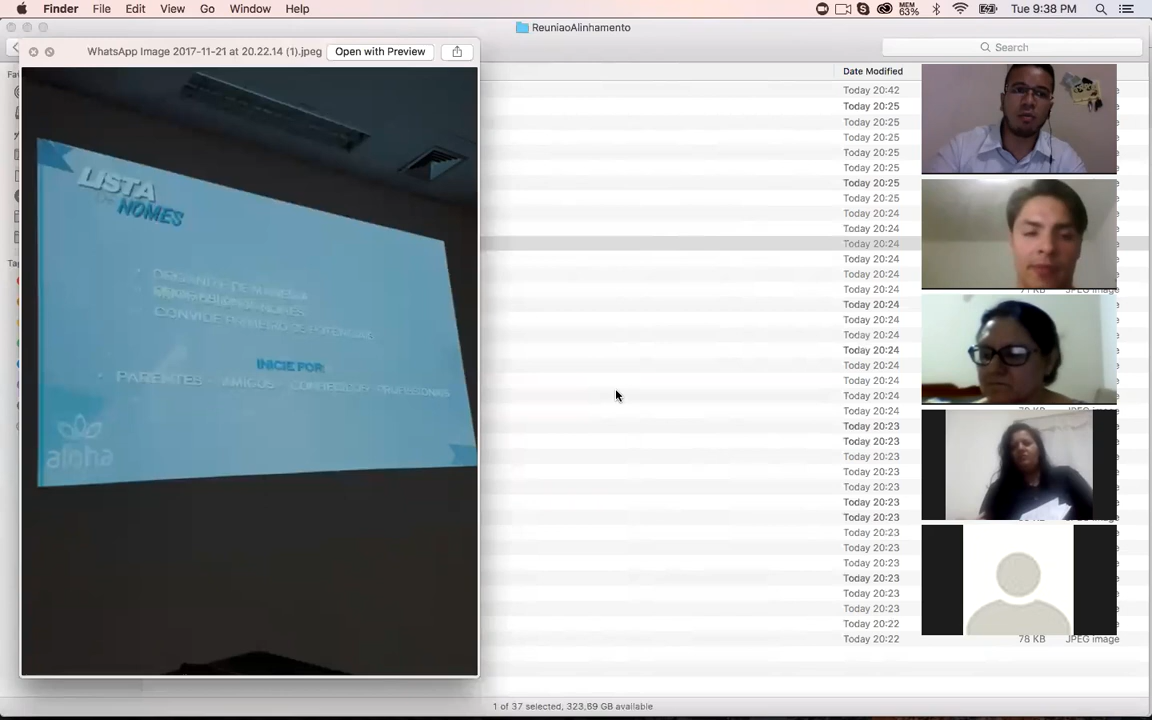 Finder File Edit View Go Window Help MEM 63% Tue 9:38 PM
ReuniaoAlinhamento
WhatsApp Image 2017-11-21 at 20.22.14 (1).jpeg Open with Preview
Search
Date Modified
LISTA
NOMES
CONVIDE PRIMEIRO
INICIE POR:
PARENTES AMIGOS
aloha
Today 20:42
Today 20:25
Today 20:25
Today 20:25
Today 20:25
Today 20:25
Today 20:25
Today 20:25
Today 20:24
Today 20:24
Today 20:24
Today 20:24
Today 20:24
Today 20:24
Today 20:24
Today 20:24
Today 20:24
Today 20:24
Today 20:24
Today 20:24
Today 20:24
Today 20:24
Today 20:23
Today 20:23
Today 20:23
Today 20:23
Today 20:23
Today 20:23
Today 20:23
Today 20:23
Today 20:23
Today 20:23
Today 20:23
Today 20:23
Today 20:23
Today 20:22
Today 20:22 78 KB JPEG image
1 of 37 selected, 323,89 GB available